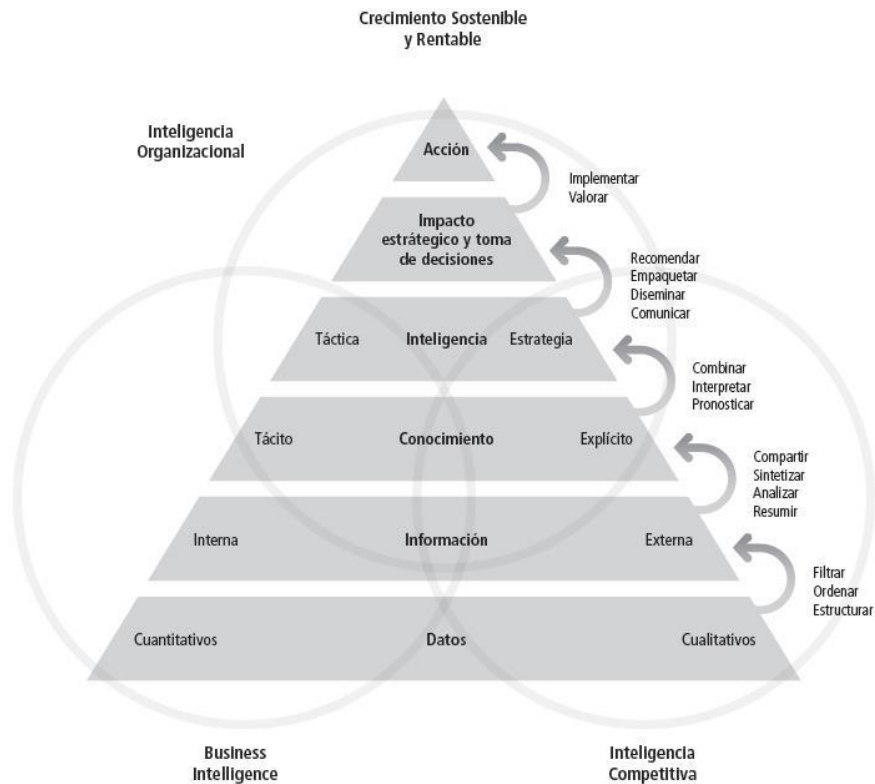 Crecimiento Sostenible
y Rentable
Inteligencia
Organizacional
Acción
Implementar
Valorar
Impacto
estrátegico y toma
de decisiones
Recomendar
Empaquetar
Diseminar
Comunicar
Táctica Inteligencia Estrategia
Combinar
Interpretar
Pronosticar
Tácito Conocimiento Explícito
Compartir
Sintetizar
Analizar
Resumir
Interna Información Externa
Filtrar
Ordenar
Estructurar
Cuantitativos Datos Cualitativos
Business
Intelligence
Inteligencia
Competitiva